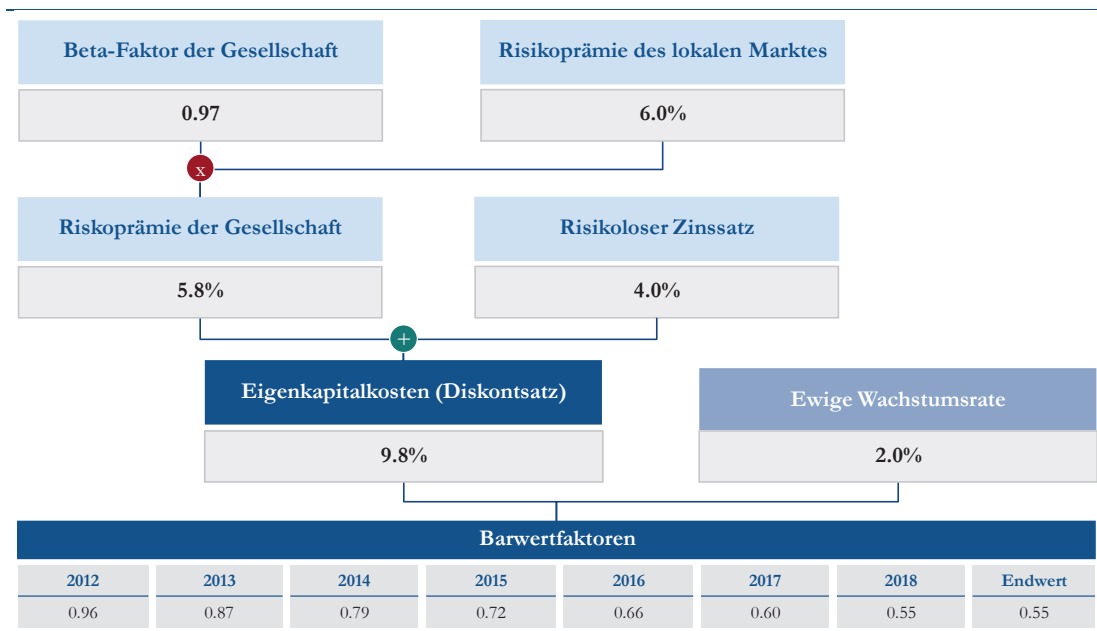 Beta-Faktor der Gesellschaft
Risikoprämie des lokalen Marktes
0.97
6.0%
x
Riskoprämie der Gesellschaft
Risikoloser Zinssatz
5.8%
4.0%
+
Eigenkapitalkosten (Diskontsatz)
Ewige Wachstumsrate
9.8%
2.0%
Barwertfaktoren
2012 2013 2014 2015 2016 2017 2018 Endwert
0.96 0.87 0.79 0.72 0.66 0.60 0.55 0.55